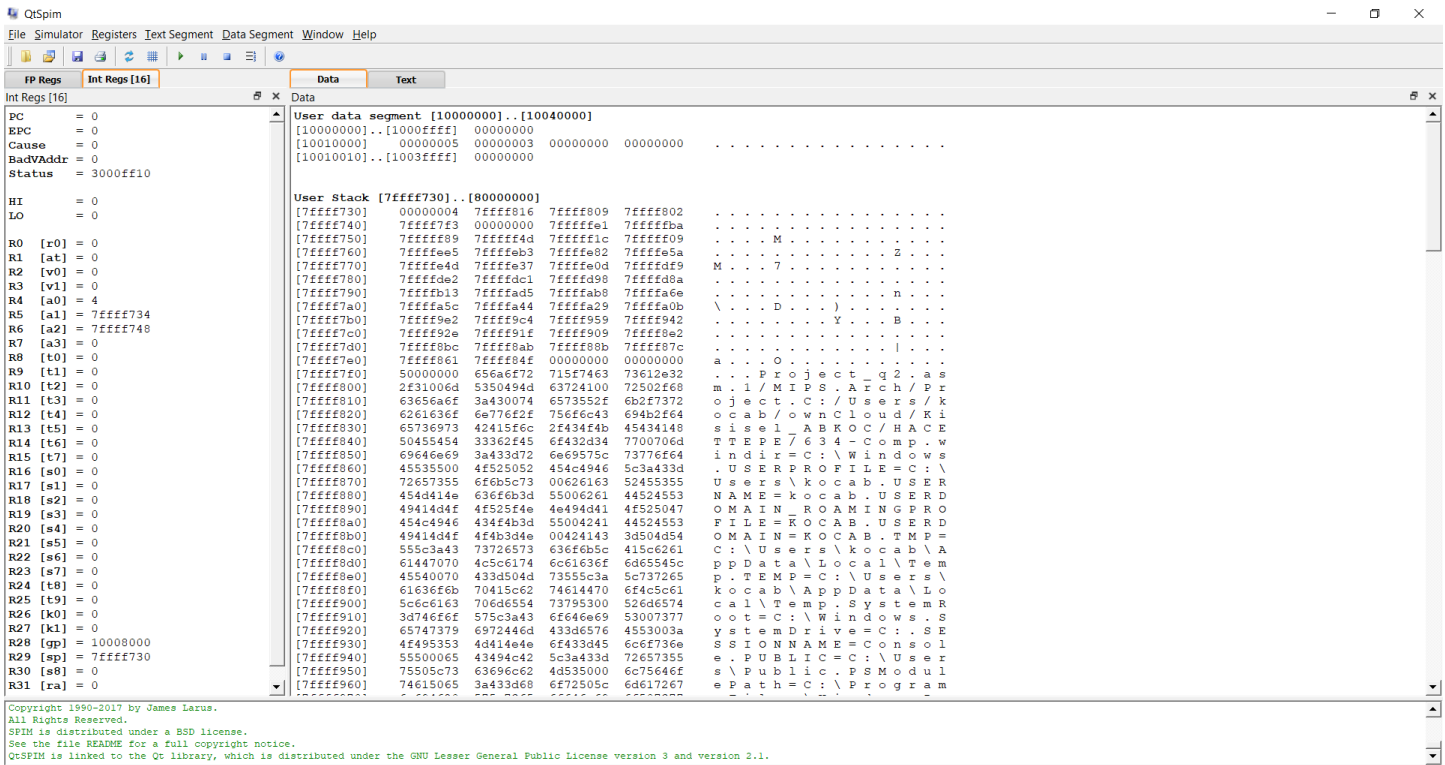 QtSpim
File Simulator Registers Text Segment Data Segment Window Help
FP Regs Int Regs [16] Data Text
Int Regs [16]
PC = 0
EPC = 0
Cause = 0
BadVAddr = 0
Status = 3000ff10
HI = 0
LO = 0
R0 [r0] = 0
R1 [at] = 0
R2 [v0] = 0
R3 [v1] = 0
R4 [a0] = 4
R5 [a1] = 7ffff734
R6 [a2] = 7ffff748
R7 [a3] = 0
R8 [t0] = 0
R9 [t1] = 0
R10 [t2] = 0
R11 [t3] = 0
R12 [t4] = 0
R13 [t5] = 0
R14 [t6] = 0
R15 [t7] = 0
R16 [s0] = 0
R17 [s1] = 0
R18 [s2] = 0
R19 [s3] = 0
R20 [s4] = 0
R21 [s5] = 0
R22 [s6] = 0
R23 [s7] = 0
R24 [t8] = 0
R25 [t9] = 0
R26 [k0] = 0
R27 [k1] = 0
R28 [gp] = 10008000
R29 [sp] = 7ffff730
R30 [s8] = 0
R31 [ra] = 0
Data
User data segment [10000000]..[10040000]
[10000000]..[1000ffff] 00000000
[10010000] 00000005 00000003 00000000 00000000 . . . . . . . . . . . . . . . .
[10010010]..[1003ffff] 00000000
User Stack [7ffff730]..[80000000]
[7ffff730] 00000004 7ffff816 7ffff809 7ffff802 . . . . . . . . . . . . . . . .
[7ffff740] 7ffff7f3 00000000 7fffffe1 7fffffba . . . . . . . . . . . . . . . .
[7ffff750] 7fffff89 7fffff4d 7fffff1c 7fffff09 . . . . M . . . . . . . . . . .
[7ffff760] 7ffffee5 7ffffeb3 7ffffe82 7ffffe5a . . . . . . . . . . . . Z . . .
[7ffff770] 7ffffe4d 7ffffe37 7ffffe0d 7ffffdf9 M . . . 7 . . . . . . . . . . .
[7ffff780] 7ffffde2 7ffffdc1 7ffffd98 7ffffd8a . . . . . . . . . . . . . . . .
[7ffff790] 7ffffb13 7ffffad5 7ffffab8 7ffffa6e . . . . . . . . . . . . n . . .
[7ffff7a0] 7ffffa5c 7ffffa44 7ffffa29 7ffffa0b \ . . . D . . . ) . . . . . . .
[7ffff7b0] 7ffff9e2 7ffff9c4 7ffff959 7ffff942 . . . . . . . . Y . . . B . . .
[7ffff7c0] 7ffff92e 7ffff91f 7ffff909 7ffff8e2 . . . . . . . . . . . . . . . .
[7ffff7d0] 7ffff8bc 7ffff8ab 7ffff88b 7ffff87c . . . . . . . . . . . . | . . .
[7ffff7e0] 7ffff861 7ffff84f 00000000 00000000 a . . . O . . . . . . . . . . .
[7ffff7f0] 50000000 656a6f72 715f7463 73612e32 . . . P r o j e c t _ q 2 . a s
[7ffff800] 2f31006d 5350494d 63724100 72502f68 m . 1 / M I P S . A r c h / P r
[7ffff810] 63656a6f 3a430074 6573552f 6b2f7372 o j e c t . C : / U s e r s / k
[7ffff820] 6261636f 6e776f2f 756f6c43 694b2f64 o c a b / o w n C l o u d / K i
[7ffff830] 65736973 42415f6c 2f434f4b 45434148 s i s e l _ A B K O C / H A C E
[7ffff840] 50455454 33362f45 6f432d34 7700706d T T E P E / 6 3 4 - C o m p . w
[7ffff850] 69646e69 3a433d72 6e69575c 73776f64 i n d i r = C : \ W i n d o w s
[7ffff860] 45535500 4f525052 454c4946 5c3a433d . U S E R P R O F I L E = C : \
[7ffff870] 72657355 6f6b5c73 00626163 52455355 U s e r s \ k o c a b . U S E R
[7ffff880] 454d414e 636f6b3d 55006261 44524553 N A M E = k o c a b . U S E R D
[7ffff890] 49414d4f 4f525f4e 4e494d41 4f525047 O M A I N _ R O A M I N G P R O
[7ffff8a0] 454c4946 434f4b3d 55004241 44524553 F I L E = K O C A B . U S E R D
[7ffff8b0] 49414d4f 4f4b3d4e 00424143 3d504d54 O M A I N = K O C A B . T M P =
[7ffff8c0] 555c3a43 73726573 636f6b5c 415c6261 C : \ U s e r s \ k o c a b \ A
[7ffff8d0] 61447070 4c5c6174 6c61636f 6d65545c p p D a t a \ L o c a l \ T e m
[7ffff8e0] 45540070 433d504d 73555c3a 5c737265 p . T E M P = C : \ U s e r s \
[7ffff8f0] 61636f6b 70415c62 74614470 6f4c5c61 k o c a b \ A p p D a t a \ L o
[7ffff900] 5c6c6163 706d6554 73795300 526d6574 c a l \ T e m p . S y s t e m R
[7ffff910] 3d746f6f 575c3a43 6f646e69 53007377 o o t = C : \ W i n d o w s . S
[7ffff920] 65747379 6972446d 433d6576 4553003a y s t e m D r i v e = C : . S E
[7ffff930] 4f495353 4d414e4e 6f433d45 6c6f736e S S I O N N A M E = C o n s o l
[7ffff940] 55500065 43494c42 5c3a433d 72657355 e . P U B L I C = C : \ U s e r
[7ffff950] 75505c73 63696c62 4d535000 6c75646f s \ P u b l i c . P S M o d u l
[7ffff960] 74615065 3a433d68 6f72505c 6d617267 e P a t h = C : \ P r o g r a m
Copyright 1990-2017 by James Larus.
All Rights Reserved.
SPIM is distributed under a BSD license.
See the file README for a full copyright notice.
QtSPIM is linked to the Qt library, which is distributed under the GNU Lesser General Public License version 3 and version 2.1.